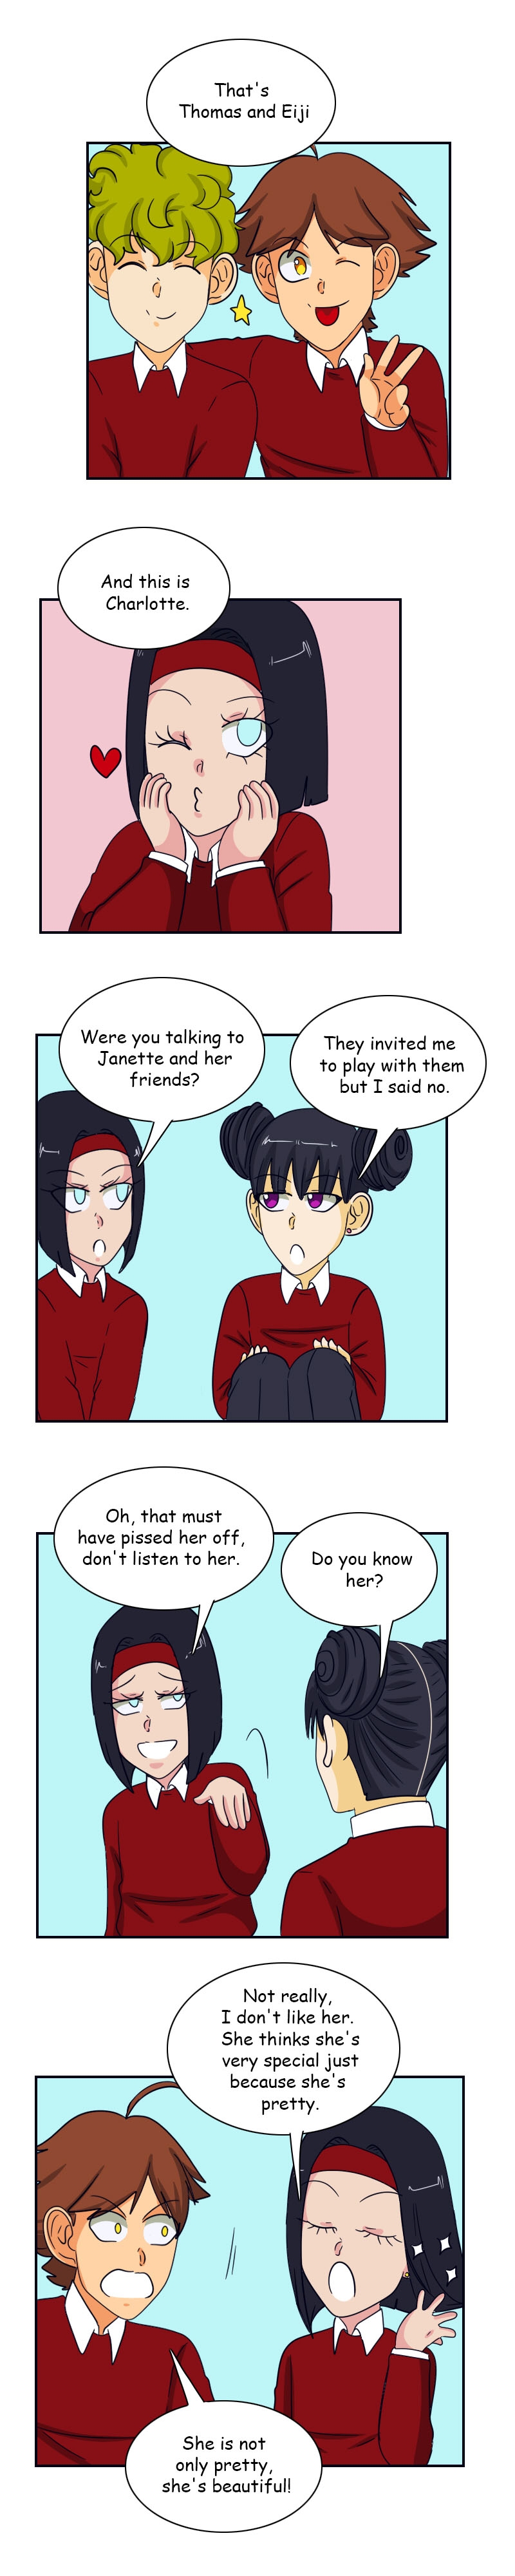 That's
Thomas and Eiji
And this is
Charlotte.
Were you talking to
Janette and her
friends?
They invited me
to play with them
but I said no.
Oh, that must
have pissed her off,
don't listen to her.
Do you know
her?
Not really,
I don't like her.
She thinks she's
very special just
because she's
pretty.
She is not
only pretty,
she's beautiful!